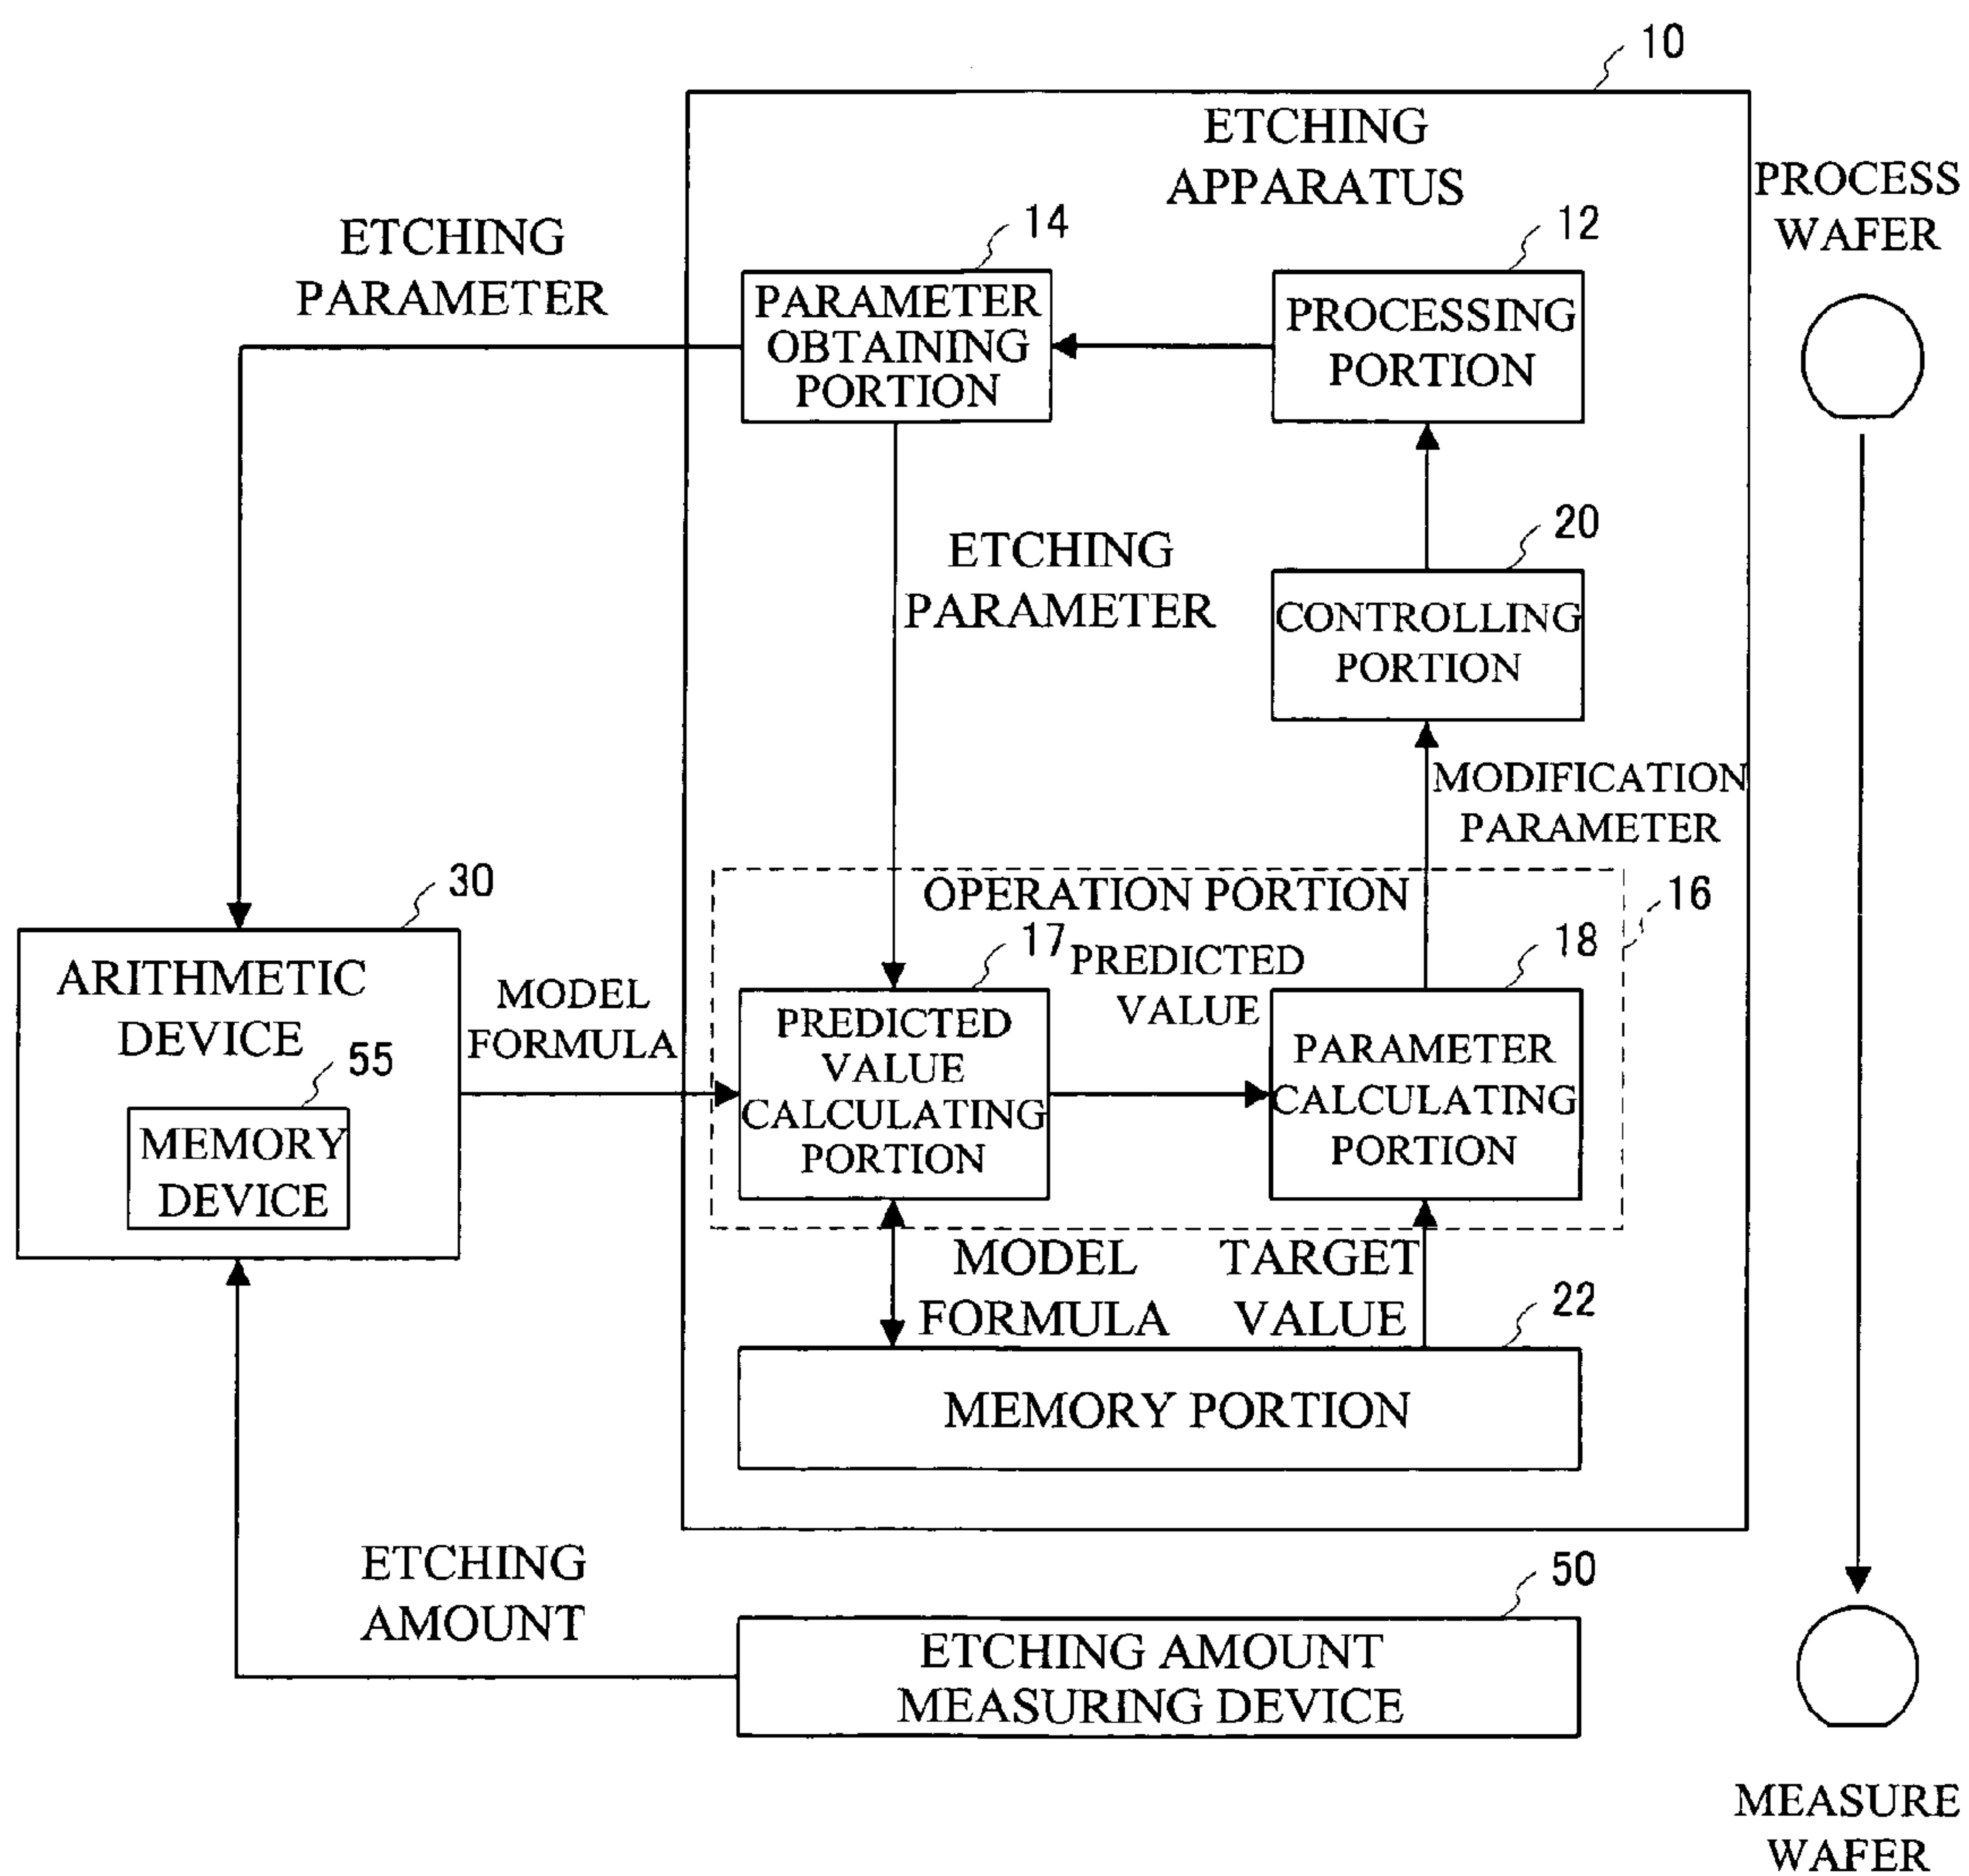 10
ETCHING
APPARATUS
PROCESS
WAFER
ETCHING
PARAMETER
14
PARAMETER
OBTAINING
PORTION
12
PROCESSING
PORTION
ETCHING
PARAMETER
20
CONTROLLING
PORTION
MODIFICATION
PARAMETER
30
ARITHMETIC
DEVICE
55
MEMORY
DEVICE
MODEL
FORMULA
OPERATION PORTION
16
17
PREDICTED
VALUE
18
PREDICTED
VALUE
CALCULATING
PORTION
PARAMETER
CALCULATING
PORTION
MODEL
FORMULA
TARGET
VALUE
22
MEMORY PORTION
ETCHING
AMOUNT
50
ETCHING AMOUNT
MEASURING DEVICE
MEASURE
WAFER